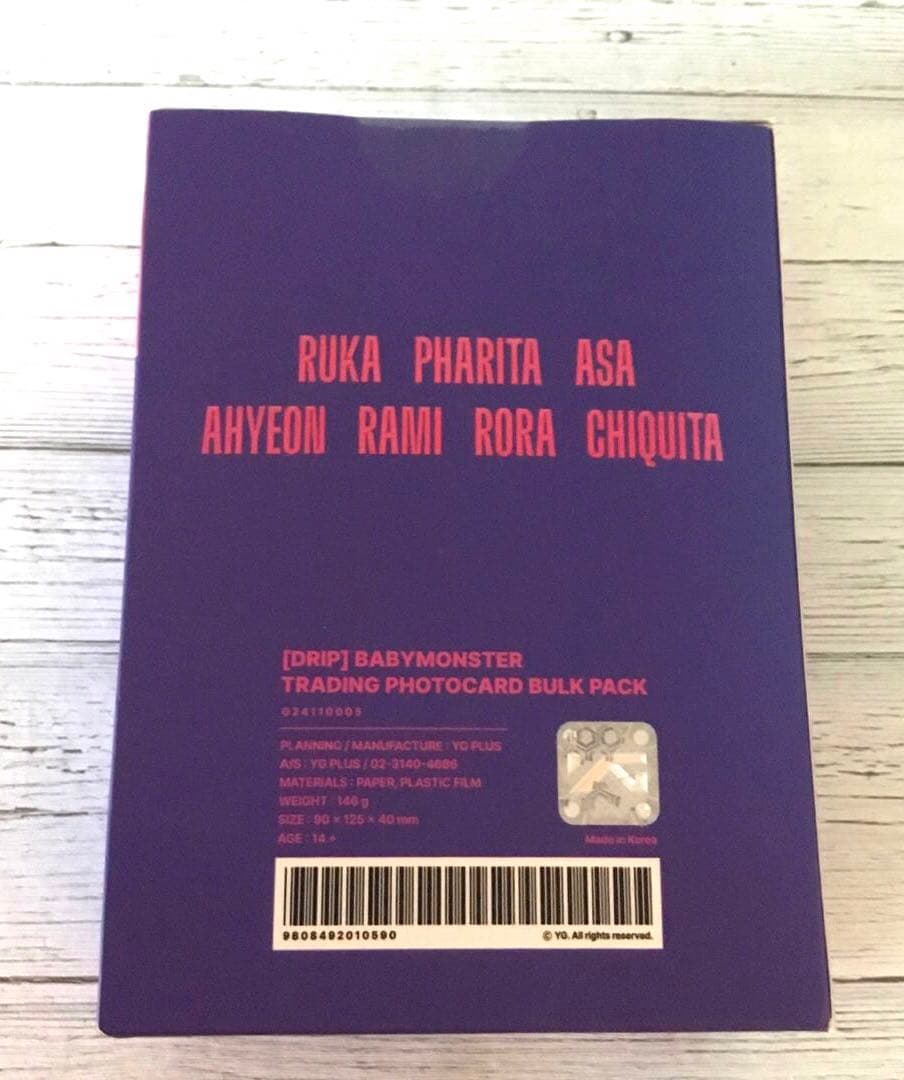 RUKA PHARITA ASA
AHYEON RAMI RORA CHIQUITA
[DRIP] BABYMONSTER
TRADING PHOTOCARD BULK PACK
024110005
PLANNING / MANUFACTURE : YG PLUS
A/S : YG PLUS / 02-3140-4686
MATERIALS : PAPER, PLASTIC FILM
WEIGHT : 146 g
SIZE : 90 × 125 × 40 mm
AGE : 14 +
Made in Korea
9808492010590
© YG. All rights reserved.